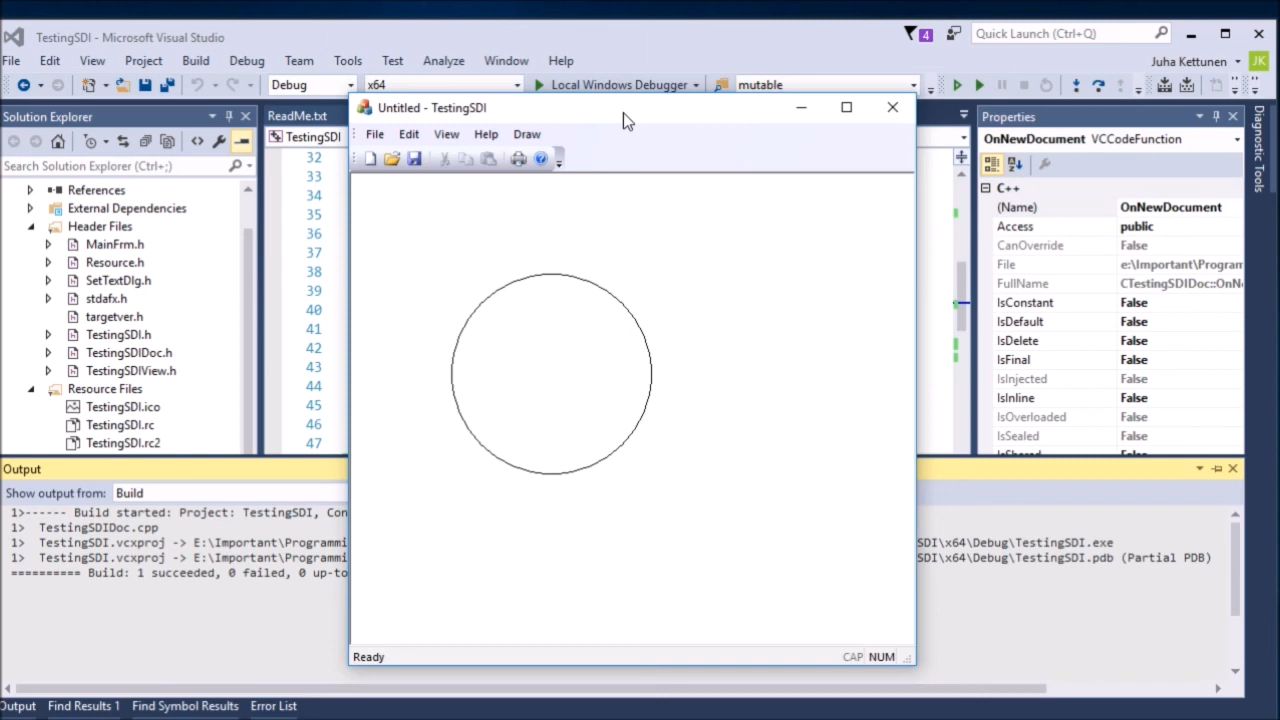 TestingSDI - Microsoft Visual Studio
4
Quick Launch (Ctrl+Q)
File Edit View Project Build Debug Team Tools Test Analyze Window Help
Juha Kettunen
JK
Debug
x64
Local Windows Debugger
mutable
Solution Explorer
Search Solution Explorer (Ctrl+;)
References
External Dependencies
Header Files
MainFrm.h
Resource.h
SetTextDlg.h
stdafx.h
targetver.h
TestingSDI.h
TestingSDIDoc.h
TestingSDIView.h
Resource Files
TestingSDI.ico
TestingSDI.rc
TestingSDI.rc2
ReadMe.txt
TestingSDI
32
33
34
35
36
37
38
39
40
41
42
43
44
45
46
47
Untitled - TestingSDI
File Edit View Help Draw
Ready
CAP NUM
Properties
OnNewDocument VCCodeFunction
C++
(Name) OnNewDocument
Access public
CanOverride False
File e:\Important\Program
FullName CTestingSDIDoc::OnNe
IsConstant False
IsDefault False
IsDelete False
IsFinal False
IsInjected False
IsInline False
IsOverloaded False
IsSealed False
IsShared False
Diagnostic Tools
Output
Show output from: Build
1>------ Build started: Project: TestingSDI, Con
1> TestingSDIDoc.cpp
1> TestingSDI.vcxproj -> E:\Important\Programmi SDI\x64\Debug\TestingSDI.exe
1> TestingSDI.vcxproj -> E:\Important\Programmi SDI\x64\Debug\TestingSDI.pdb (Partial PDB)
========== Build: 1 succeeded, 0 failed, 0 up-to
Output Find Results 1 Find Symbol Results Error List